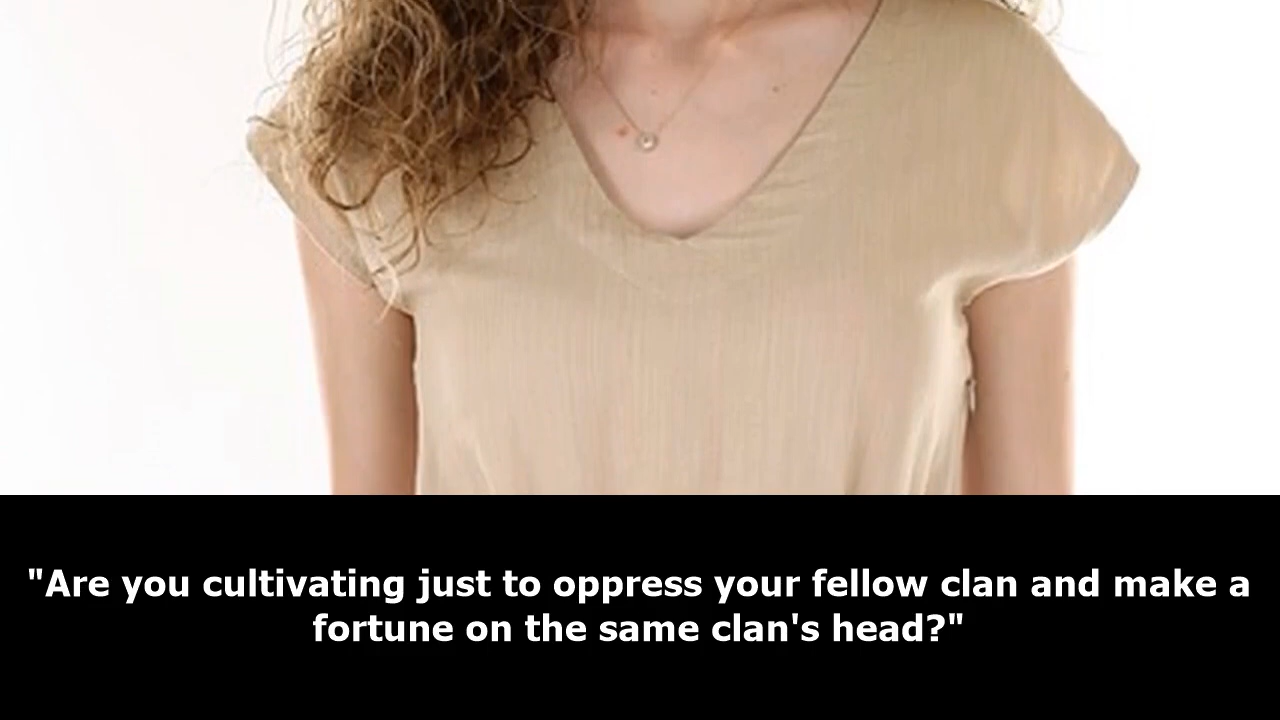 "Are you cultivating just to oppress your fellow clan and make a
fortune on the same clan's head?"